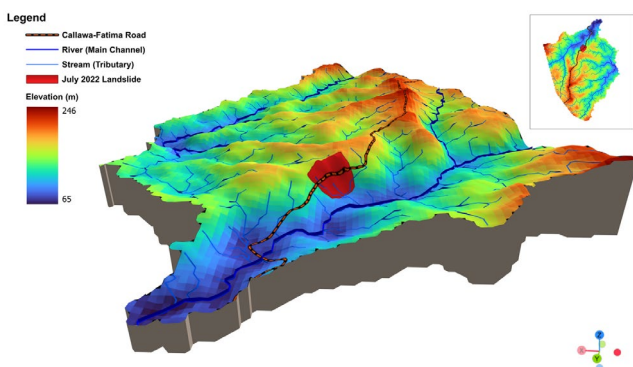 Legend
Callawa-Fatima Road
River (Main Channel)
Stream (Tributary)
July 2022 Landslide
Elevation (m)
246
65
Z
X
Y